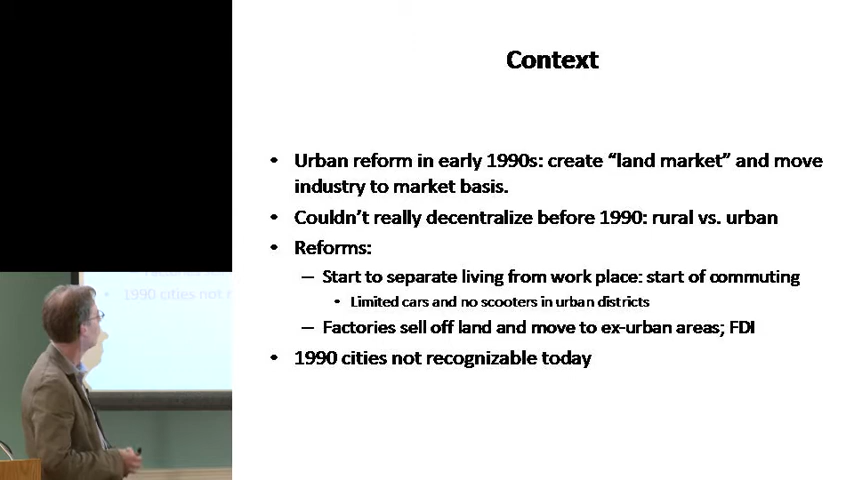 Context
• Urban reform in early 1990s: create “land market” and move
industry to market basis.
• Couldn’t really decentralize before 1990: rural vs. urban
• Reforms:
– Start to separate living from work place: start of commuting
• Limited cars and no scooters in urban districts
– Factories sell off land and move to ex-urban areas; FDI
• 1990 cities not recognizable today
• 1990 cities not r